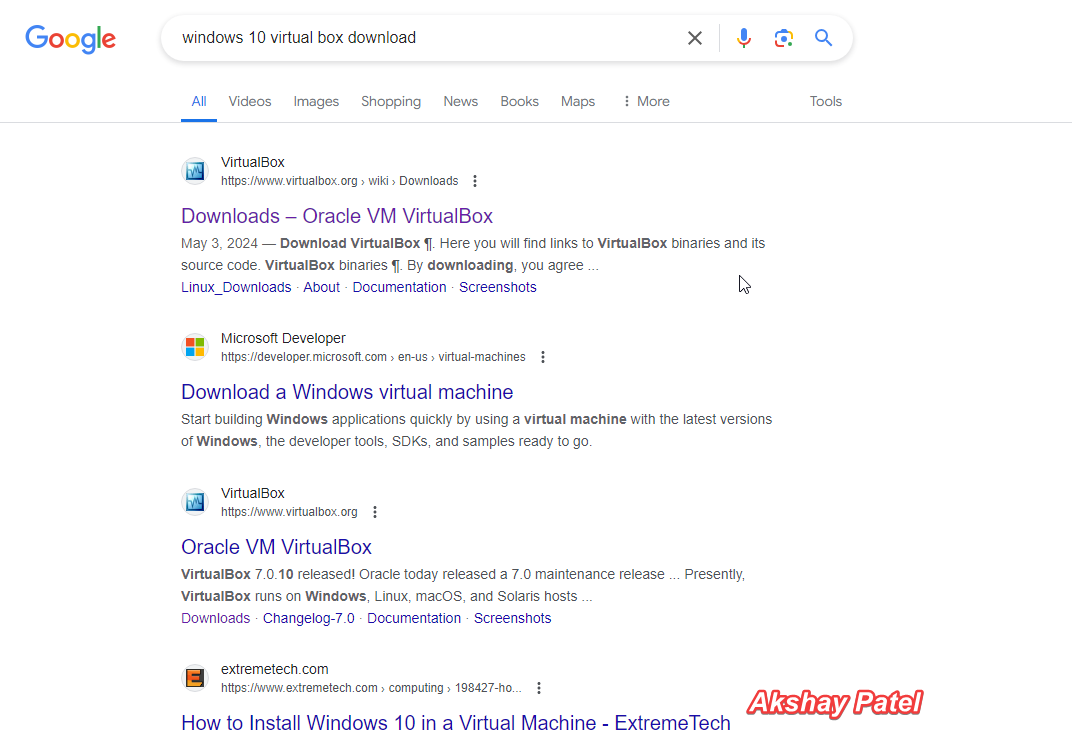 Google
windows 10 virtual box download
All Videos Images Shopping News Books Maps More Tools
VirtualBox
https://www.virtualbox.org › wiki › Downloads
Downloads – Oracle VM VirtualBox
May 3, 2024 — Download VirtualBox ¶. Here you will find links to VirtualBox binaries and its
source code. VirtualBox binaries ¶. By downloading, you agree ...
Linux_Downloads · About · Documentation · Screenshots
Microsoft Developer
https://developer.microsoft.com › en-us › virtual-machines
Download a Windows virtual machine
Start building Windows applications quickly by using a virtual machine with the latest versions
of Windows, the developer tools, SDKs, and samples ready to go.
VirtualBox
https://www.virtualbox.org
Oracle VM VirtualBox
VirtualBox 7.0.10 released! Oracle today released a 7.0 maintenance release ... Presently,
VirtualBox runs on Windows, Linux, macOS, and Solaris hosts ...
Downloads · Changelog-7.0 · Documentation · Screenshots
extremetech.com
https://www.extremetech.com › computing › 198427-ho...
How to Install Windows 10 in a Virtual Machine - ExtremeTech
Akshay Patel